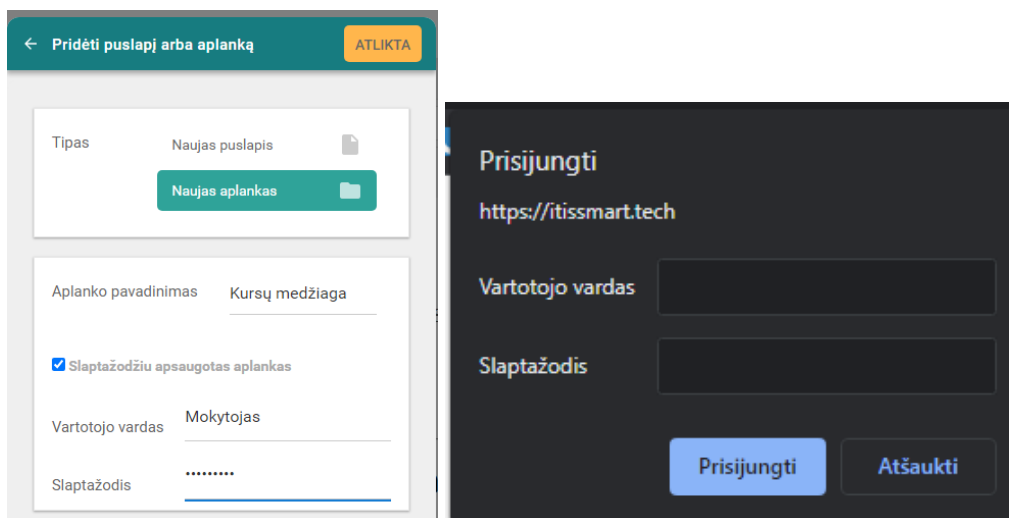 ← Pridėti puslapį arba aplanką ATLIKTA
Tipas Naujas puslapis
Naujas aplankas
Aplanko pavadinimas Kursų medžiaga
Slaptažodžiu apsaugotas aplankas
Vartotojo vardas Mokytojas
Slaptažodis •••••••••
Prisijungti
https://itissmart.tech
Vartotojo vardas
Slaptažodis
Prisijungti Atšaukti